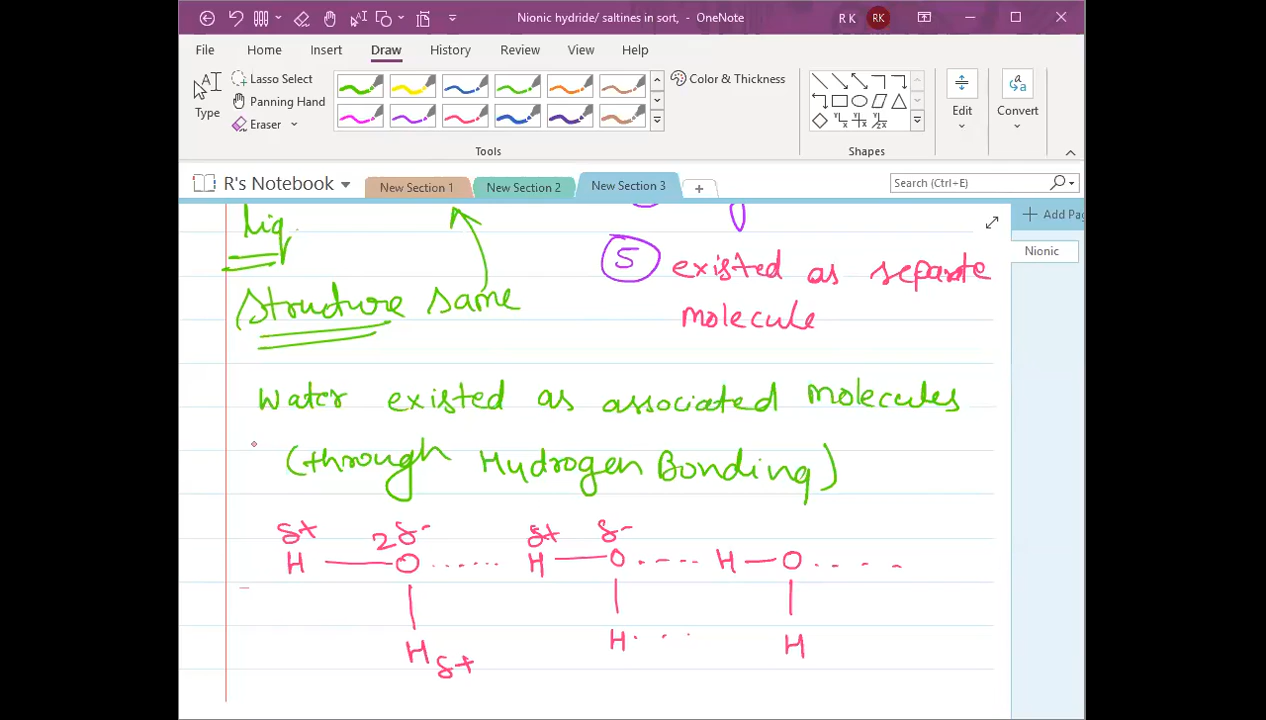 Nionic hydride/ saltines in sort, - OneNote
R K
RK
File Home Insert Draw History Review View Help
Type
Lasso Select
Panning Hand
Eraser
Color & Thickness
Edit
Convert
Tools
Shapes
R's Notebook
New Section 1
New Section 2
New Section 3
Search (Ctrl+E)
Add Pag
Nionic
Liq.
5 existed as separate
molecule
Structure same
Water existed as associated molecules
(through Hydrogen Bonding)
δ+ 2δ- δ+ δ-
H — O ...... H — O ---- H — O .....
H δ+ H... H